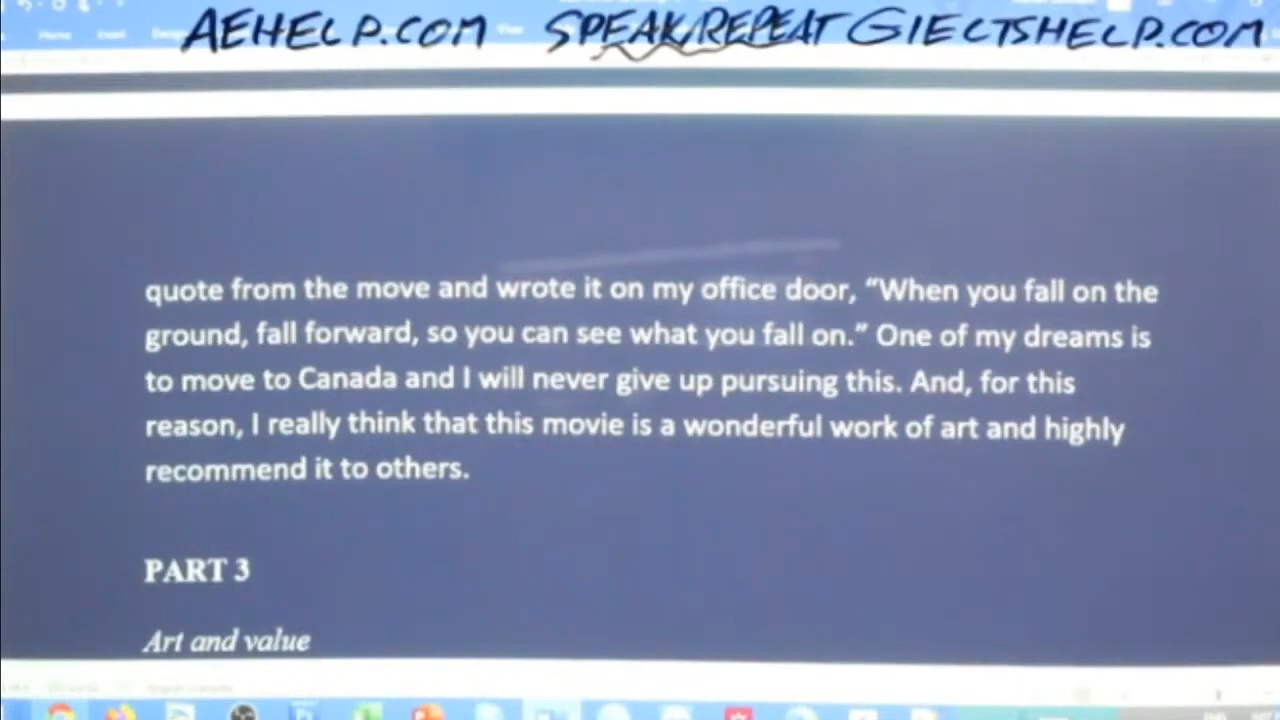 AEHELP.COM SPEAK/REPEAT GIELTSHELP.COM
Home Insert
quote from the move and wrote it on my office door, “When you fall on the
ground, fall forward, so you can see what you fall on.” One of my dreams is
to move to Canada and I will never give up pursuing this. And, for this
reason, I really think that this movie is a wonderful work of art and highly
recommend it to others.
PART 3
Art and value